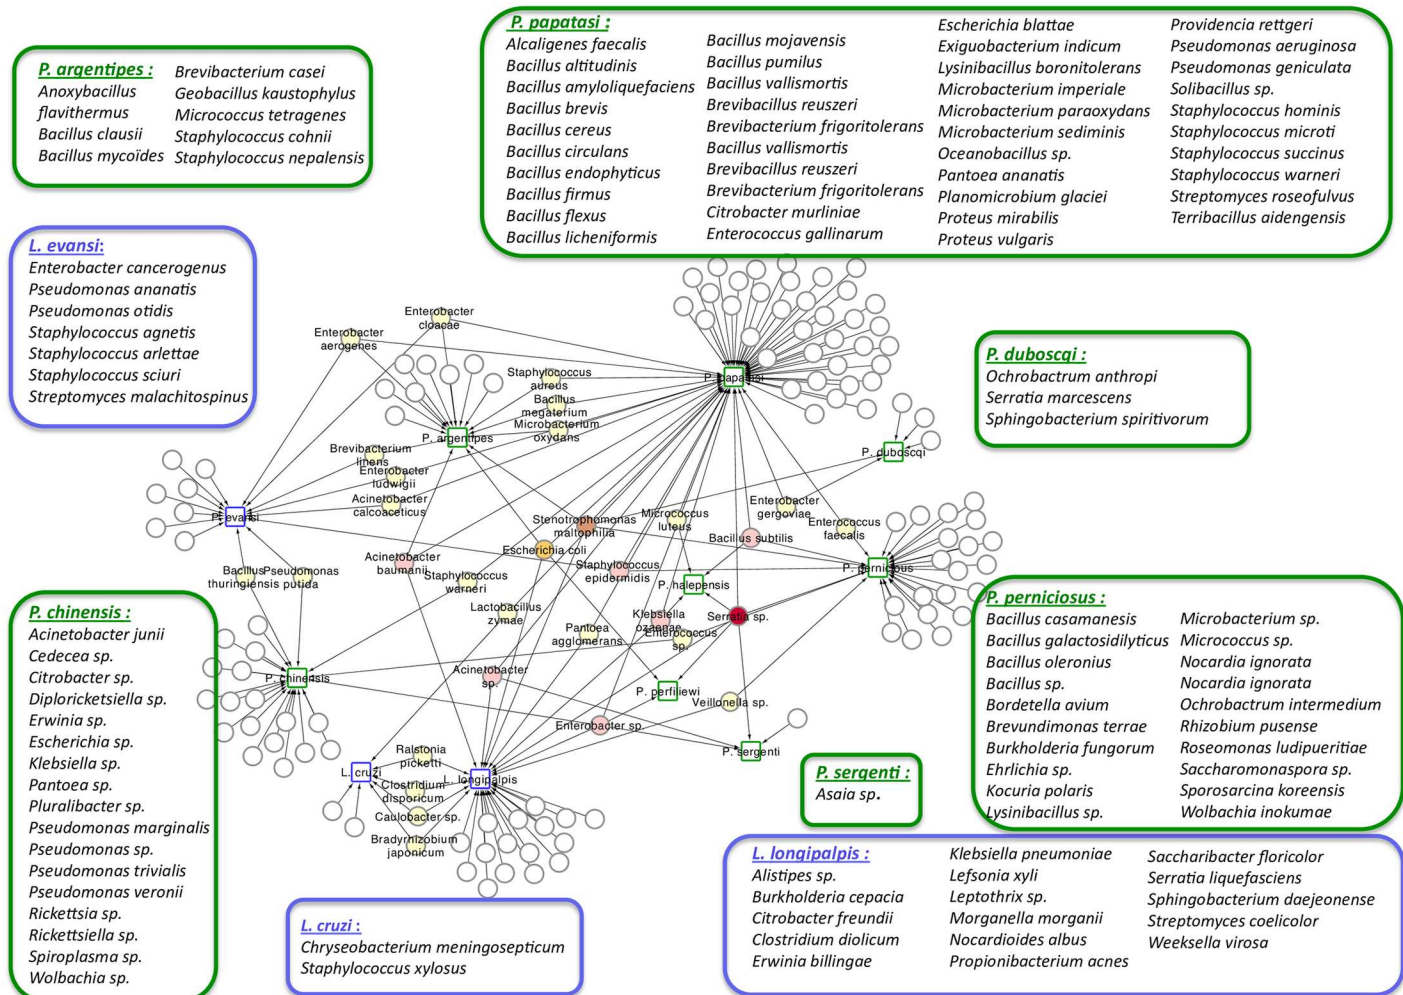 P. papatasi :
Alcaligenes faecalis
Bacillus altitudinis
Bacillus amyloliquefaciens
Bacillus brevis
Bacillus cereus
Bacillus circulans
Bacillus endophyticus
Bacillus firmus
Bacillus flexus
Bacillus licheniformis
Bacillus mojavensis
Bacillus pumilus
Bacillus vallismortis
Brevibacillus reuszeri
Brevibacterium frigoritolerans
Bacillus vallismortis
Brevibacillus reuszeri
Brevibacterium frigoritolerans
Citrobacter murliniae
Enterococcus gallinarum
Escherichia blattae
Exiguobacterium indicum
Lysinibacillus boronitolerans
Microbacterium imperiale
Microbacterium paraoxydans
Microbacterium sediminis
Oceanobacillus sp.
Pantoea ananatis
Planomicrobium glaciei
Proteus mirabilis
Proteus vulgaris
Providencia rettgeri
Pseudomonas aeruginosa
Pseudomonas geniculata
Solibacillus sp.
Staphylococcus hominis
Staphylococcus microti
Staphylococcus succinus
Staphylococcus warneri
Streptomyces roseofulvus
Terribacillus aidengensis
P. argentipes :
Anoxybacillus
flavithermus
Bacillus clausii
Bacillus mycoïdes
Brevibacterium casei
Geobacillus kaustophylus
Micrococcus tetragenes
Staphylococcus cohnii
Staphylococcus nepalensis
L. evansi:
Enterobacter cancerogenus
Pseudomonas ananatis
Pseudomonas otidis
Staphylococcus agnetis
Staphylococcus arlettae
Staphylococcus sciuri
Streptomyces malachitospinus
P. duboscqi :
Ochrobactrum anthropi
Serratia marcescens
Sphingobacterium spiritivorum
Enterobacter
cloacae
Enterobacter
aerogenes
Staphylococcus
aureus
Bacillus
megaterium
Microbacterium
oxydans
P. papatasi
P. argentipes
P. duboscqi
Brevibacterium
linens
Enterobacter
ludwigii
Acinetobacter
calcoaceticus
P. evansi
Stenotrophomonas
maltophilia
Micrococcus
luteus
Enterobacter
gergoviae
Enterococcus
faecalis
Bacillus subtilis
Escherichia coli
Acinetobacter
baumanii
Staphylococcus
epidermidis
Staphylococcus
warneri
P. halepensis
P. pernicious
Bacillus
thuringiensis
Pseudomonas
putida
Lactobacillus
zymae
Pantoea
agglomerans
Klebsiella
ozaenae
Enterococcus
sp.
Serratia sp.
P. chinensis
Acinetobacter
sp.
P. perfiliewi
Veillonella sp.
Enterobacter sp.
P. sergenti
Ralstonia
picketti
L. cruzi
L. longipalpis
Clostridium
disporicum
Caulobacter sp.
Bradyrhizobium
japonicum
P. chinensis :
Acinetobacter junii
Cedecea sp.
Citrobacter sp.
Diploricketsiella sp.
Erwinia sp.
Escherichia sp.
Klebsiella sp.
Pantoea sp.
Pluralibacter sp.
Pseudomonas marginalis
Pseudomonas sp.
Pseudomonas trivialis
Pseudomonas veronii
Rickettsia sp.
Rickettsiella sp.
Spiroplasma sp.
Wolbachia sp.
P. perniciosus :
Bacillus casamanesis
Bacillus galactosidilyticus
Bacillus oleronius
Bacillus sp.
Bordetella avium
Brevundimonas terrae
Burkholderia fungorum
Ehrlichia sp.
Kocuria polaris
Lysinibacillus sp.
Microbacterium sp.
Micrococcus sp.
Nocardia ignorata
Nocardia ignorata
Ochrobactrum intermedium
Rhizobium pusense
Roseomonas ludipueritiae
Saccharomonaspora sp.
Sporosarcina koreensis
Wolbachia inokumae
P. sergenti :
Asaia sp.
L. cruzi :
Chryseobacterium meningosepticum
Staphylococcus xylosus
L. longipalpis :
Alistipes sp.
Burkholderia cepacia
Citrobacter freundii
Clostridium diolicum
Erwinia billingae
Klebsiella pneumoniae
Lefsonia xyli
Leptothrix sp.
Morganella morganii
Nocardioides albus
Propionibacterium acnes
Saccharibacter floricolor
Serratia liquefasciens
Sphingobacterium daejeonense
Streptomyces coelicolor
Weeksella virosa